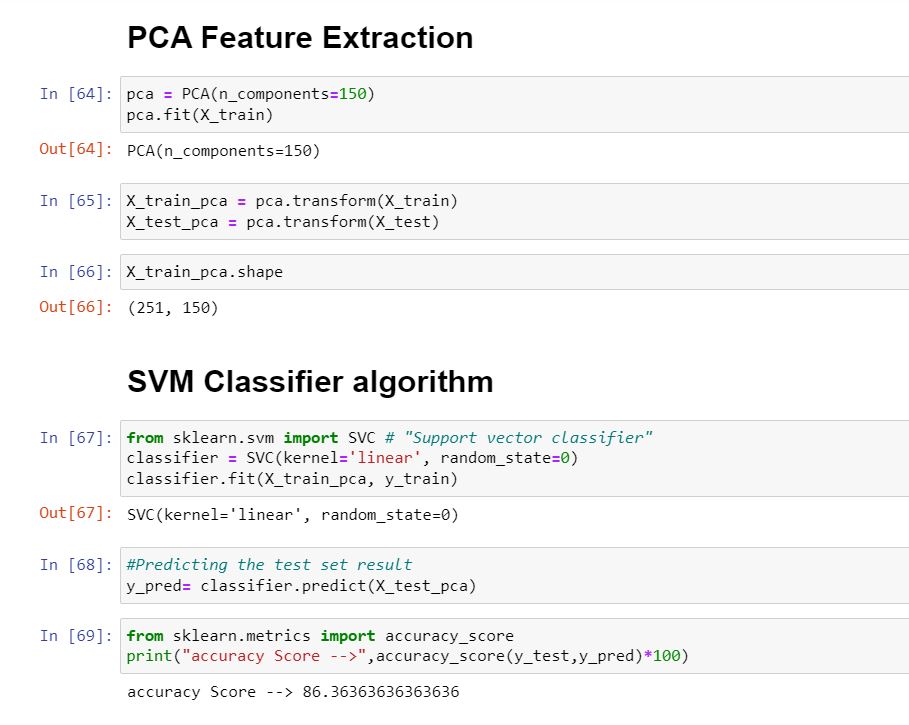 PCA Feature Extraction
In [64]: pca = PCA(n_components=150)
pca.fit(X_train)
Out[64]: PCA(n_components=150)
In [65]: X_train_pca = pca.transform(X_train)
X_test_pca = pca.transform(X_test)
In [66]: X_train_pca.shape
Out[66]: (251, 150)
SVM Classifier algorithm
In [67]: from sklearn.svm import SVC # "Support vector classifier"
classifier = SVC(kernel='linear', random_state=0)
classifier.fit(X_train_pca, y_train)
Out[67]: SVC(kernel='linear', random_state=0)
In [68]: #Predicting the test set result
y_pred= classifier.predict(X_test_pca)
In [69]: from sklearn.metrics import accuracy_score
print("accuracy Score -->",accuracy_score(y_test,y_pred)*100)
accuracy Score --> 86.36363636363636